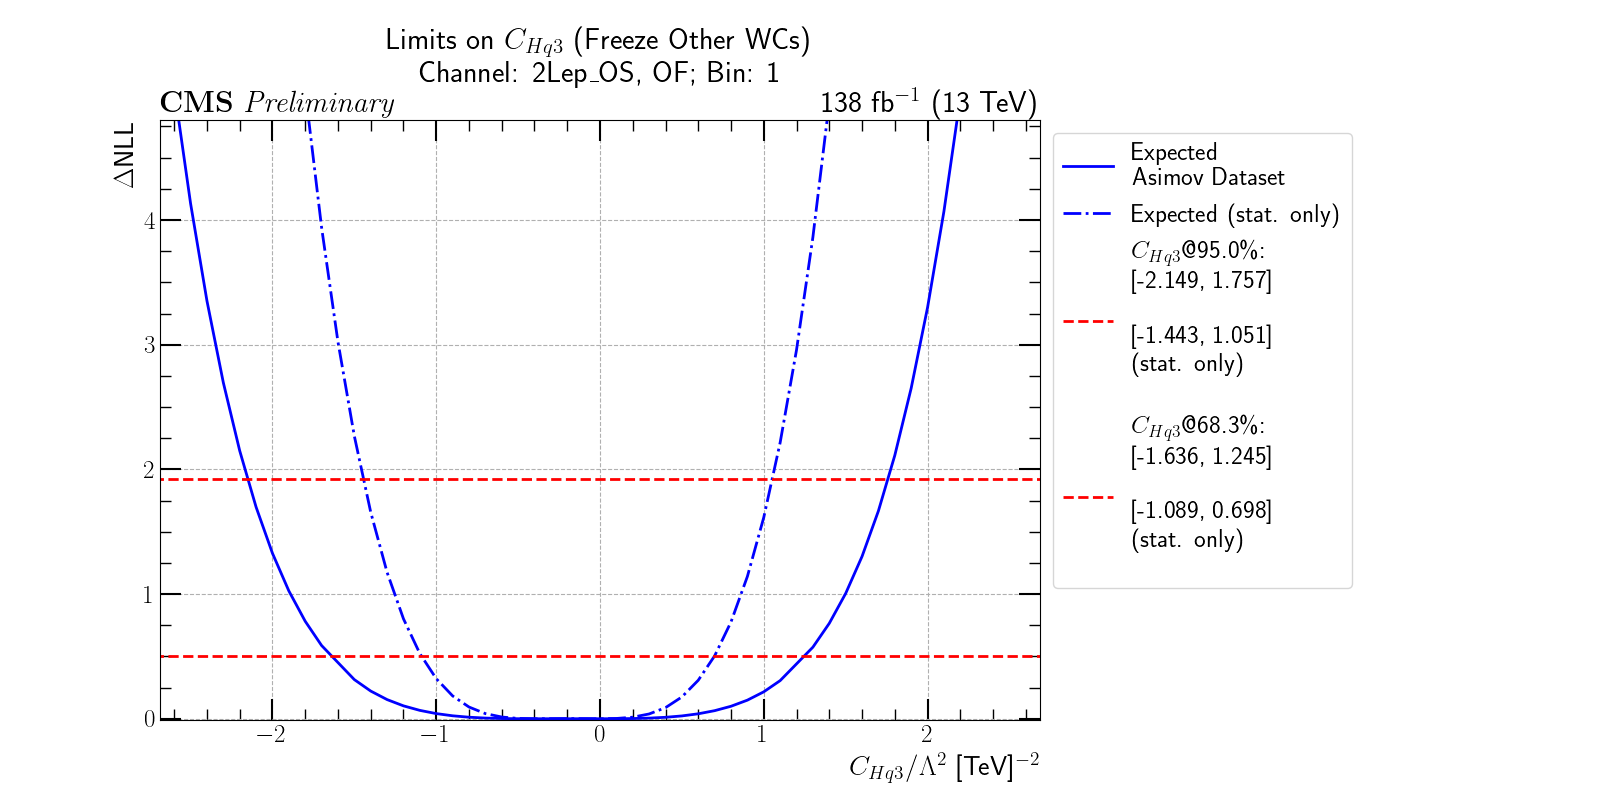 Limits on C_{Hq3} (Freeze Other WCs)
Channel: 2Lep_OS, OF; Bin: 1
CMS Preliminary
138 fb⁻¹ (13 TeV)
ΔNLL
4
3
2
1
0
−2
−1
0
1
2
C_{Hq3}/Λ² [TeV]⁻²
Expected
Asimov Dataset
Expected (stat. only)
C_{Hq3}@95.0%:
[-2.149, 1.757]
[-1.443, 1.051]
(stat. only)
C_{Hq3}@68.3%:
[-1.636, 1.245]
[-1.089, 0.698]
(stat. only)